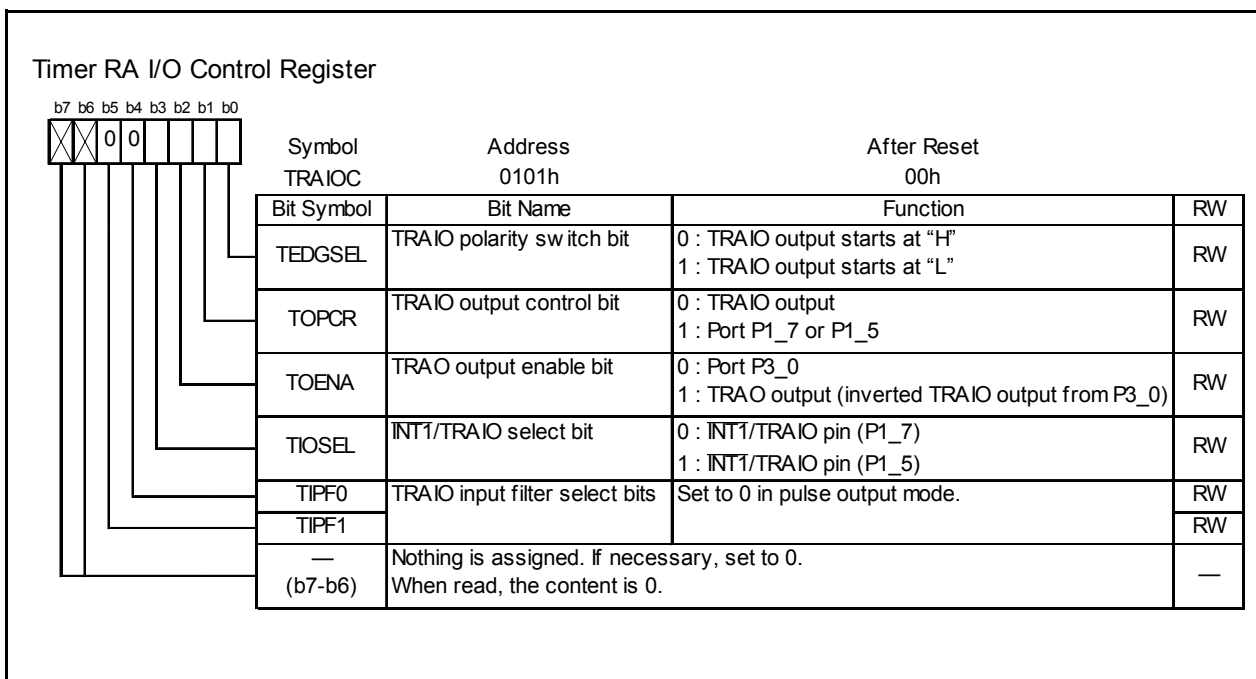 Timer RA I/O Control Register
b7 b6 b5 b4 b3 b2 b1 b0
0 0
Symbol Address After Reset
TRAIOC 0101h 00h
Bit Symbol Bit Name Function RW
TEDGSEL TRAIO polarity switch bit 0 : TRAIO output starts at “H” RW
1 : TRAIO output starts at “L”
TOPCR TRAIO output control bit 0 : TRAIO output RW
1 : Port P1_7 or P1_5
TOENA TRAO output enable bit 0 : Port P3_0 RW
1 : TRAO output (inverted TRAIO output from P3_0)
TIOSEL INT1/TRAIO select bit 0 : INT1/TRAIO pin (P1_7) RW
1 : INT1/TRAIO pin (P1_5)
TIPF0 TRAIO input filter select bits Set to 0 in pulse output mode. RW
TIPF1 RW
— Nothing is assigned. If necessary, set to 0. —
(b7-b6) When read, the content is 0.